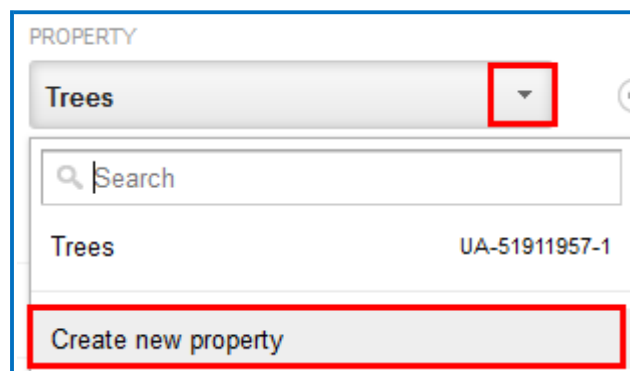 PROPERTY
Trees
Search
Trees UA-51911957-1
Create new property